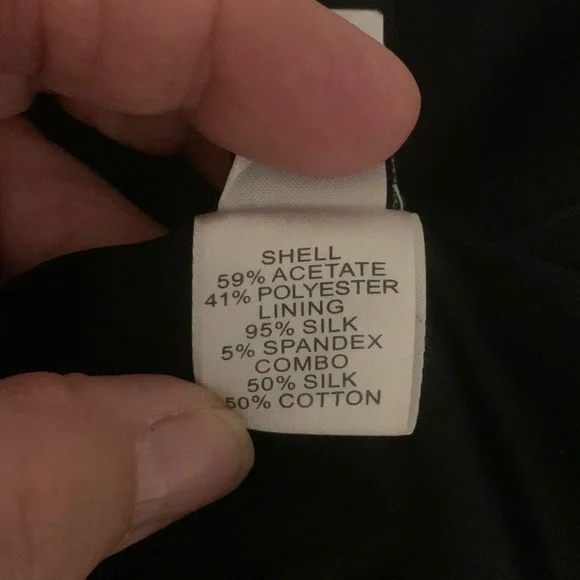 SHELL
59% ACETATE
41% POLYESTER
LINING
95% SILK
5% SPANDEX
COMBO
50% SILK
50% COTTON